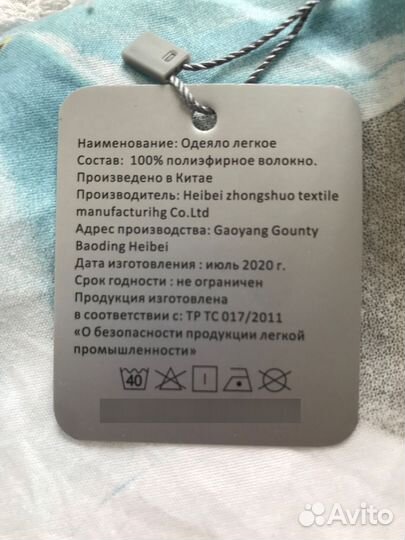 Наименование: Одеяло легкое
Состав: 100% полиэфирное волокно.
Произведено в Китае
Производитель: Heibei zhongshuo textile
manufacturihg Co.Ltd
Адрес производства: Gaoyang Gounty
Baoding Heibei
Дата изготовления : июль 2020 г.
Срок годности : не ограничен
Продукция изготовлена
в соответствии с: ТР ТС 017/2011
«О безопасности продукции легкой
промышленности»
40
Avito